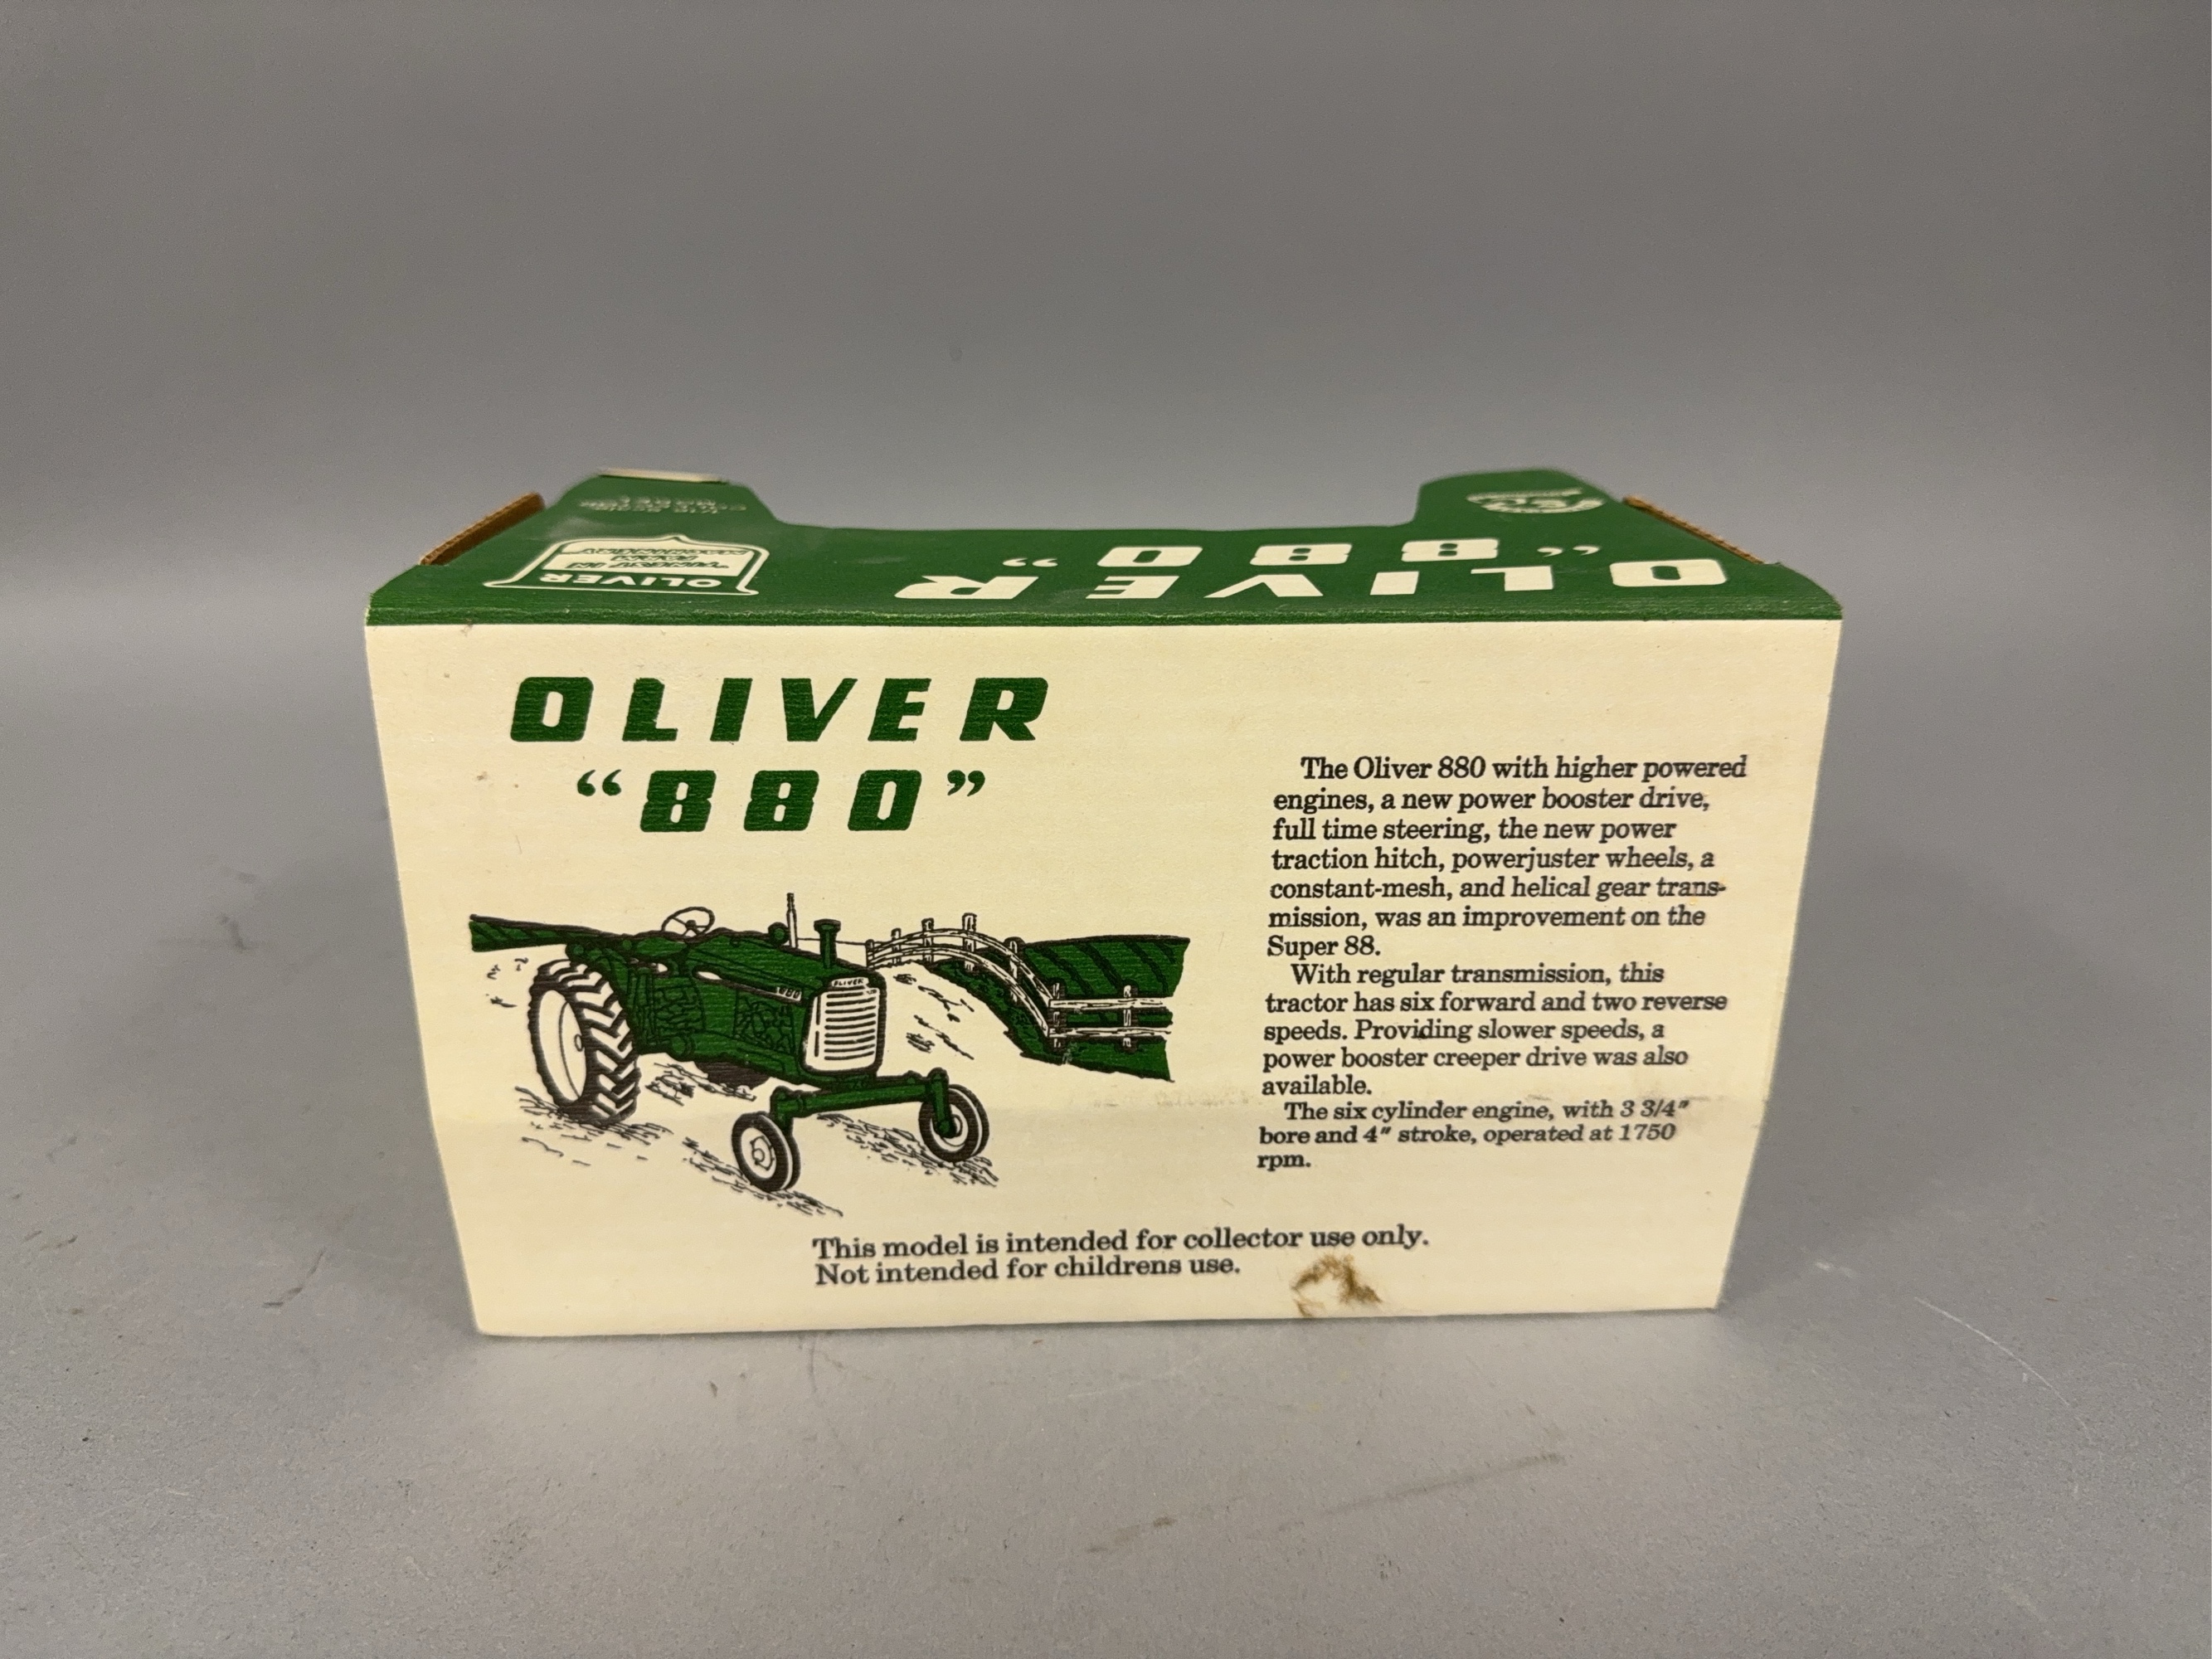 OLIVER
"880"
OLIVER
OLIVER
"880"
OLIVER
880
The Oliver 880 with higher powered
engines, a new power booster drive,
full time steering, the new power
traction hitch, powerjuster wheels, a
constant-mesh, and helical gear trans-
mission, was an improvement on the
Super 88.
With regular transmission, this
tractor has six forward and two reverse
speeds. Providing slower speeds, a
power booster creeper drive was also
available.
The six cylinder engine, with 3 3/4"
bore and 4" stroke, operated at 1750
rpm.
This model is intended for collector use only.
Not intended for childrens use.